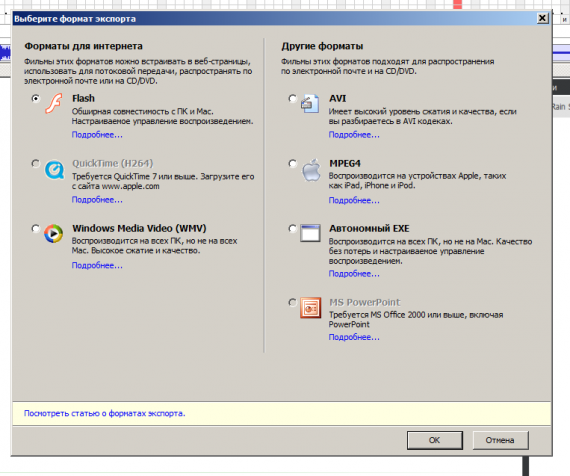 Выберите формат экспорта
Форматы для интернета
Фильмы этих форматов можно встраивать в веб-страницы,
использовать для потоковой передачи, распространять по
электронной почте или на CD/DVD.
Flash
Обширная совместимость с ПК и Mac.
Настраиваемое управление воспроизведением.
Подробнее...
QuickTime (H264)
Требуется QuickTime 7 или выше. Загрузите его
с сайта www.apple.com
Подробнее...
Windows Media Video (WMV)
Воспроизводится на всех ПК, но не на всех
Mac. Высокое сжатие и качество.
Подробнее...
Другие форматы
Фильмы этих форматов подходят для распространения
по электронной почте и на CD/DVD.
AVI
Имеет высокий уровень сжатия и качества, если
вы разбираетесь в AVI кодеках.
Подробнее...
MPEG4
Воспроизводится на устройствах Apple, таких
как iPad, iPhone и iPod.
Подробнее...
Автономный EXE
Воспроизводится на всех ПК, но не на Mac. Качество
без потерь и настраиваемое управление
воспроизведением.
Подробнее...
MS PowerPoint
Требуется MS Office 2000 или выше, включая
PowerPoint
Подробнее...
Посмотреть статью о форматах экспорта.
OK
Отмена